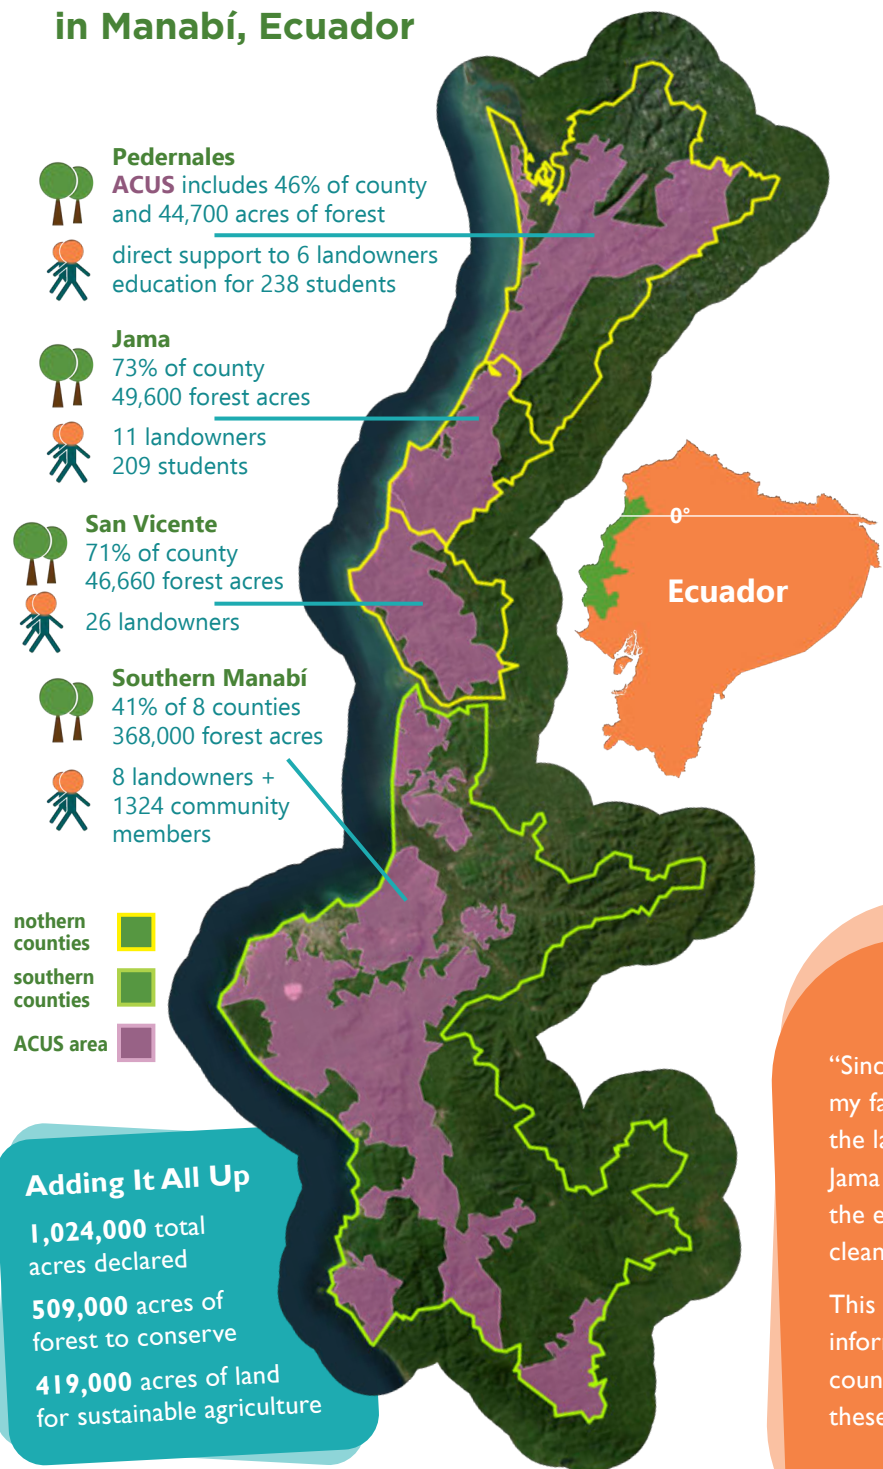 in Manabí, Ecuador
Pedernales
ACUS includes 46% of county
and 44,700 acres of forest
direct support to 6 landowners
education for 238 students
Jama
73% of county
49,600 forest acres
11 landowners
209 students
San Vicente
71% of county
46,660 forest acres
26 landowners
Southern Manabí
41% of 8 counties
368,000 forest acres
8 landowners +
1324 community
members
0°
Ecuador
nothern
counties
southern
counties
ACUS area
Adding It All Up
1,024,000 total
acres declared
509,000 acres of
forest to conserve
419,000 acres of land
for sustainable agriculture
my fa
the la
Jama
the e
clean
This
infor
coun
these